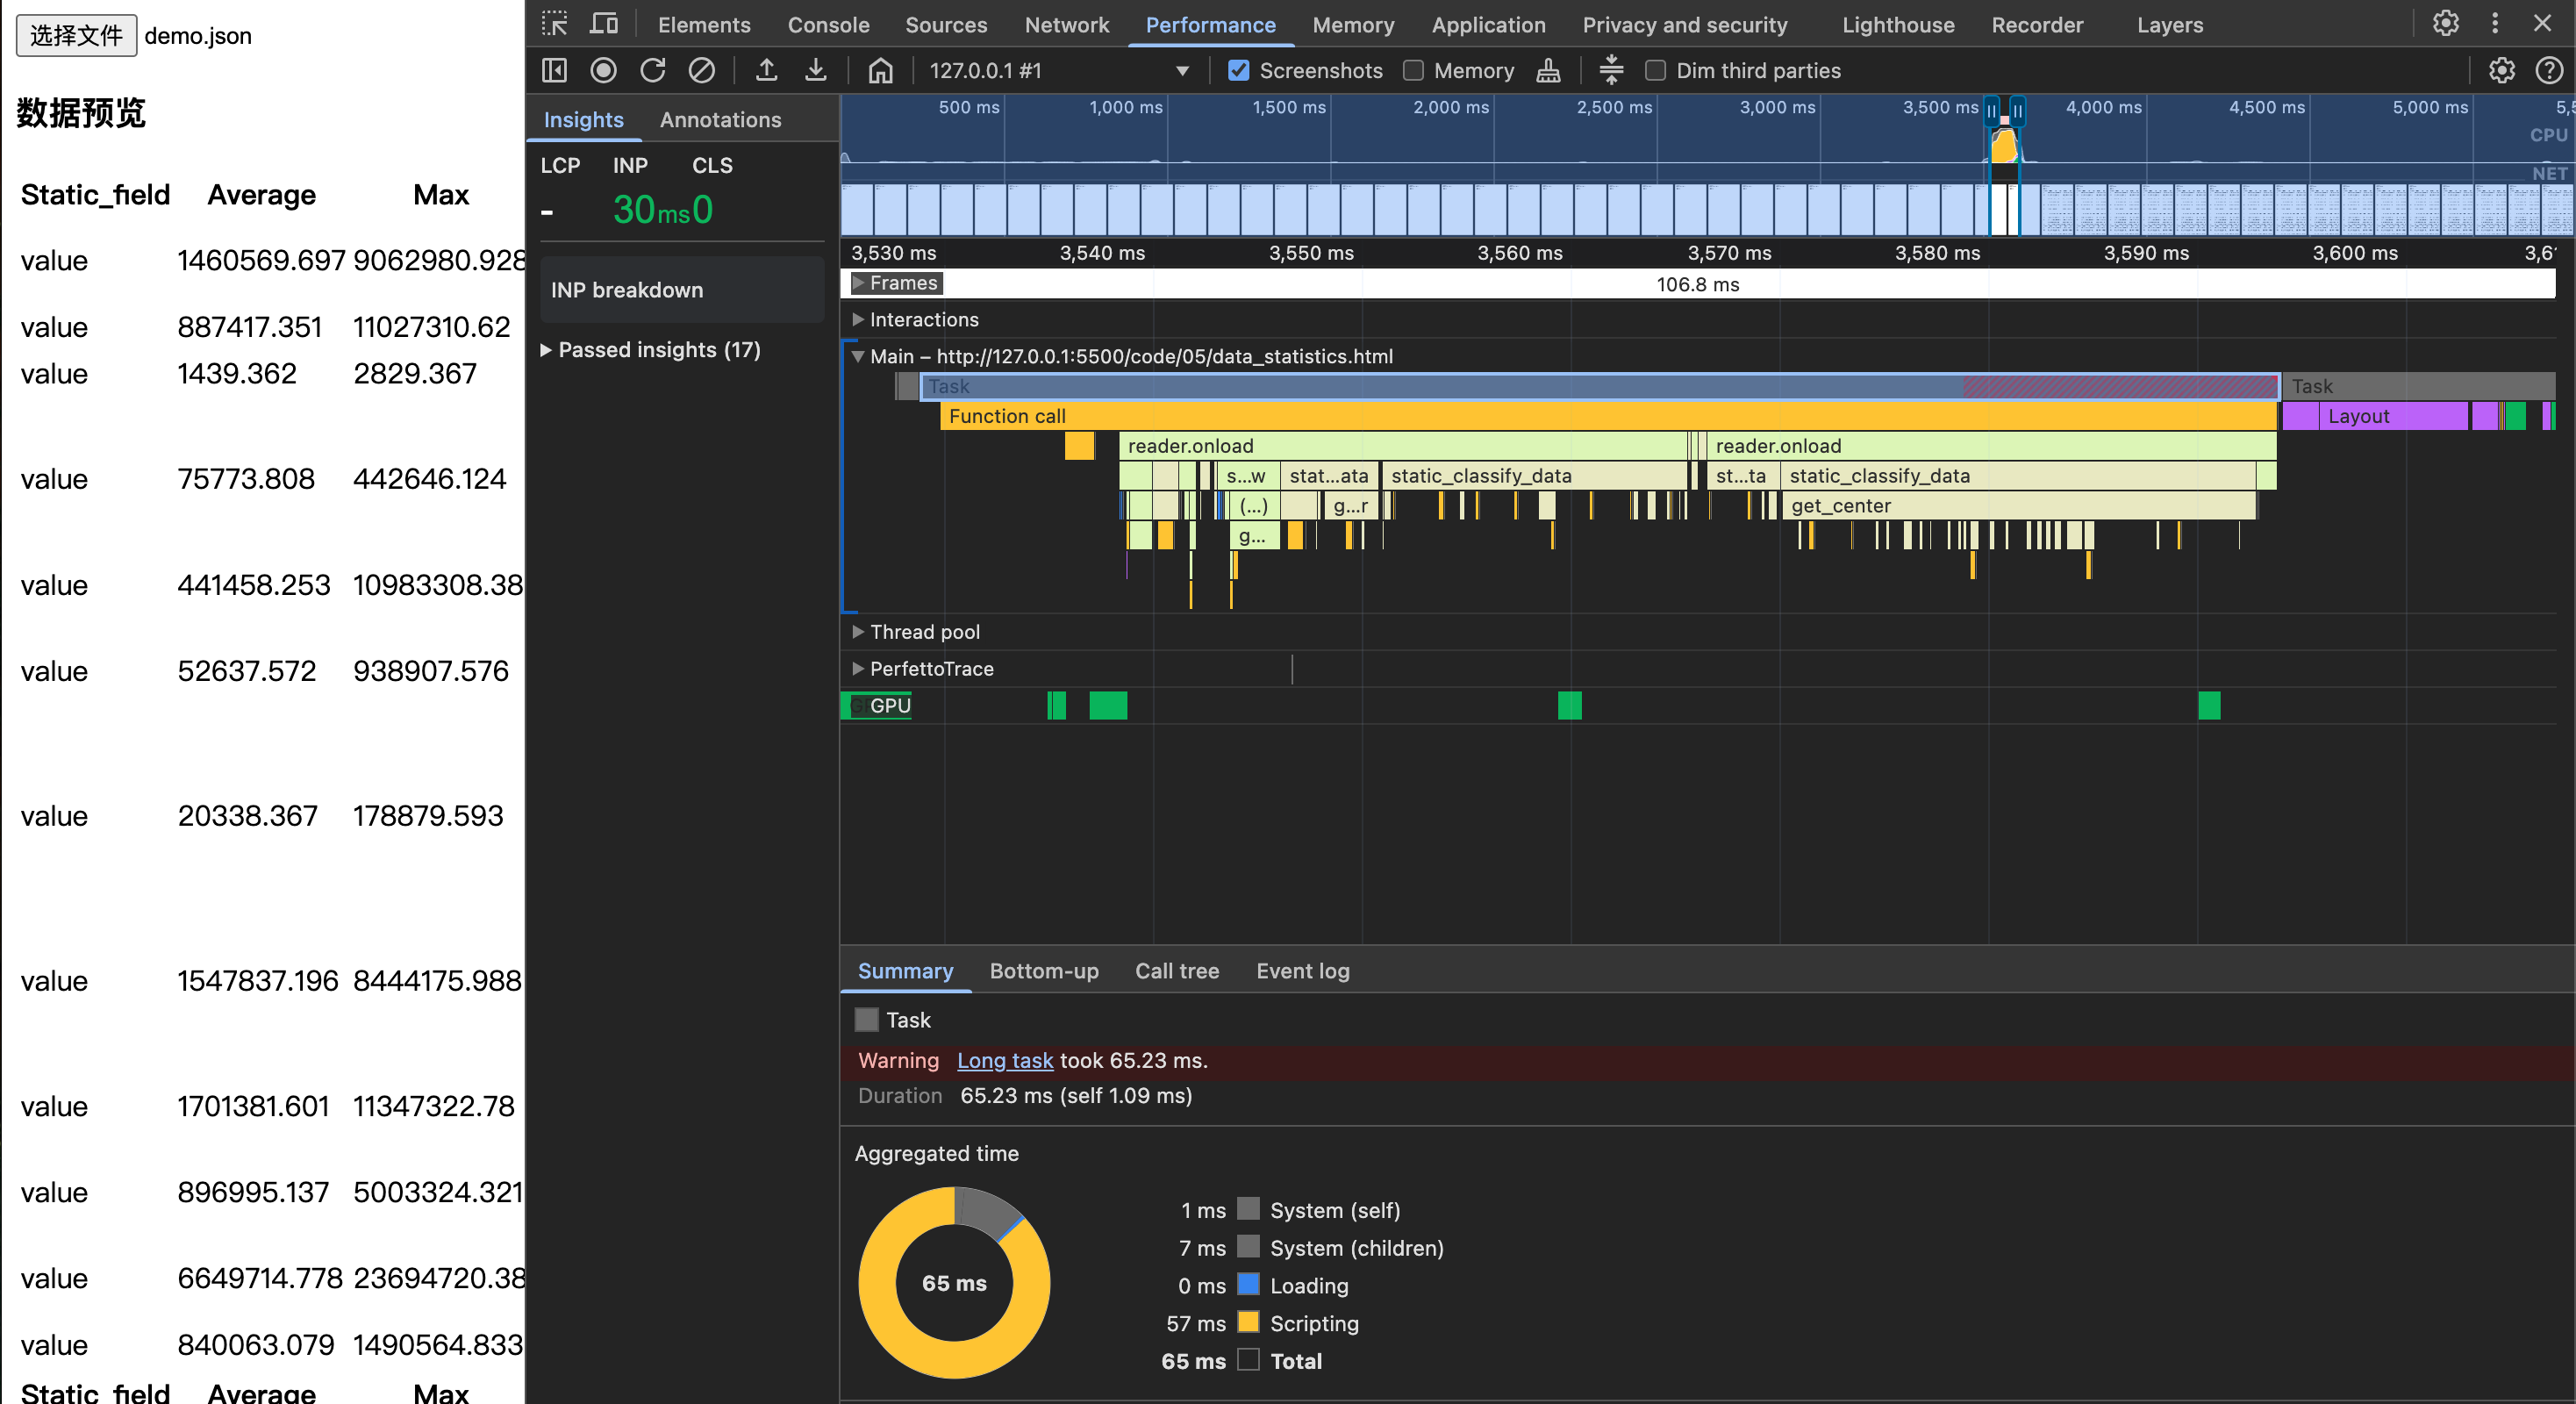 选择文件 demo.json
数据预览
Static_field Average Max
value 1460569.697 9062980.928
value 887417.351 11027310.62
value 1439.362 2829.367
value 75773.808 442646.124
value 441458.253 10983308.38
value 52637.572 938907.576
value 20338.367 178879.593
value 1547837.196 8444175.988
value 1701381.601 11347322.78
value 896995.137 5003324.321
value 6649714.778 23694720.38
value 840063.079 1490564.833
Static_field Average Max
Elements Console Sources Network Performance Memory Application Privacy and security Lighthouse Recorder Layers
127.0.0.1 #1 Screenshots Memory Dim third parties
Insights Annotations
LCP INP CLS
- 30ms 0
INP breakdown
Passed insights (17)
500 ms 1,000 ms 1,500 ms 2,000 ms 2,500 ms 3,000 ms 3,500 ms 4,000 ms 4,500 ms 5,000 ms 5,5
CPU
NET
3,530 ms 3,540 ms 3,550 ms 3,560 ms 3,570 ms 3,580 ms 3,590 ms 3,600 ms
Frames 106.8 ms
Interactions
Main – http://127.0.0.1:5500/code/05/data_statistics.html
Task Task
Function call Layout
reader.onload reader.onload
s...w stat...ata static_classify_data st...ta static_classify_data
(...) g...r get_center
g...
Thread pool
PerfettoTrace
GPU
Summary Bottom-up Call tree Event log
Task
Warning Long task took 65.23 ms.
Duration 65.23 ms (self 1.09 ms)
Aggregated time
65 ms
1 ms System (self)
7 ms System (children)
0 ms Loading
57 ms Scripting
65 ms Total